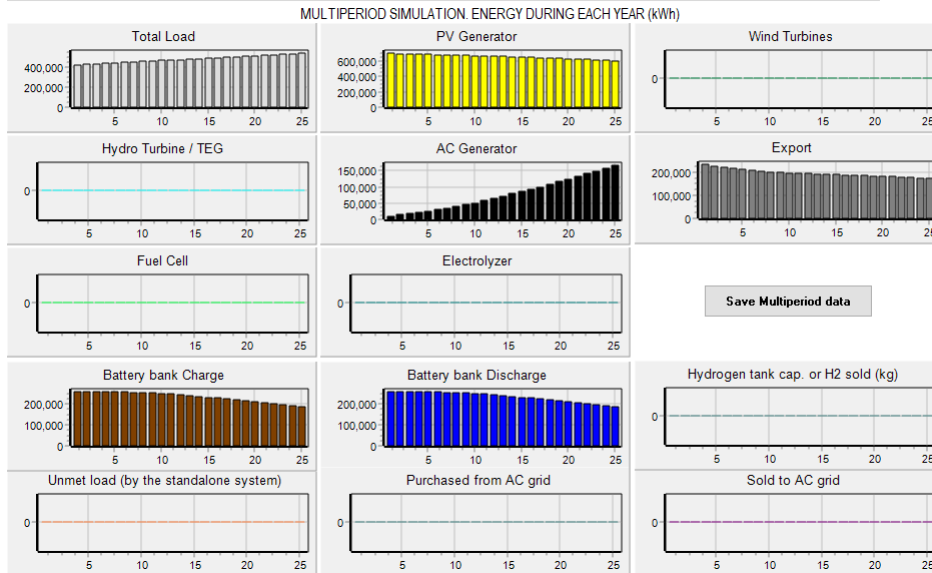 MULTIPERIOD SIMULATION. ENERGY DURING EACH YEAR (kWh)
Total Load
400,000
200,000
0
5 10 15 20 25
PV Generator
600,000
400,000
200,000
0
5 10 15 20 25
Wind Turbines
0
5 10 15 20 25
Hydro Turbine / TEG
0
5 10 15 20 25
AC Generator
150,000
100,000
50,000
0
5 10 15 20 25
Export
200,000
100,000
0
5 10 15 20 25
Fuel Cell
0
5 10 15 20 25
Electrolyzer
0
5 10 15 20 25
Save Multiperiod data
Battery bank Charge
200,000
100,000
0
5 10 15 20 25
Battery bank Discharge
200,000
100,000
0
5 10 15 20 25
Hydrogen tank cap. or H2 sold (kg)
0
5 10 15 20 25
Unmet load (by the standalone system)
0
5 10 15 20 25
Purchased from AC grid
0
5 10 15 20 25
Sold to AC grid
0
5 10 15 20 25